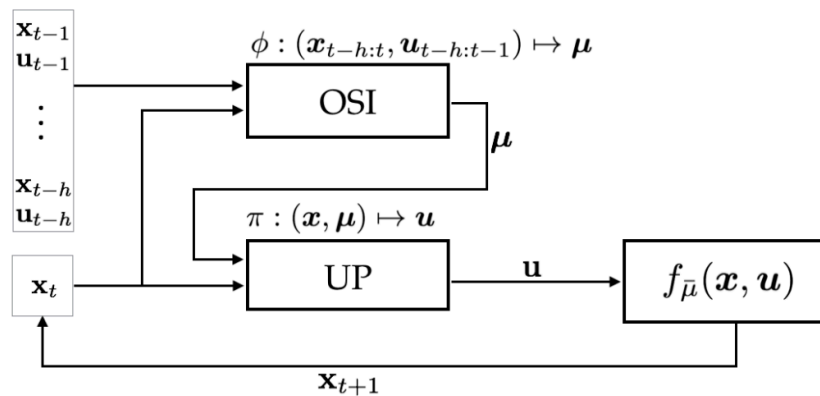 x_{t−1}
u_{t−1}
⋮
x_{t−h}
u_{t−h}
x_t
ϕ : (x_{t−h:t}, u_{t−h:t−1}) ↦ μ
OSI
μ
π : (x, μ) ↦ u
UP
u
f_{μ̄}(x, u)
x_{t+1}